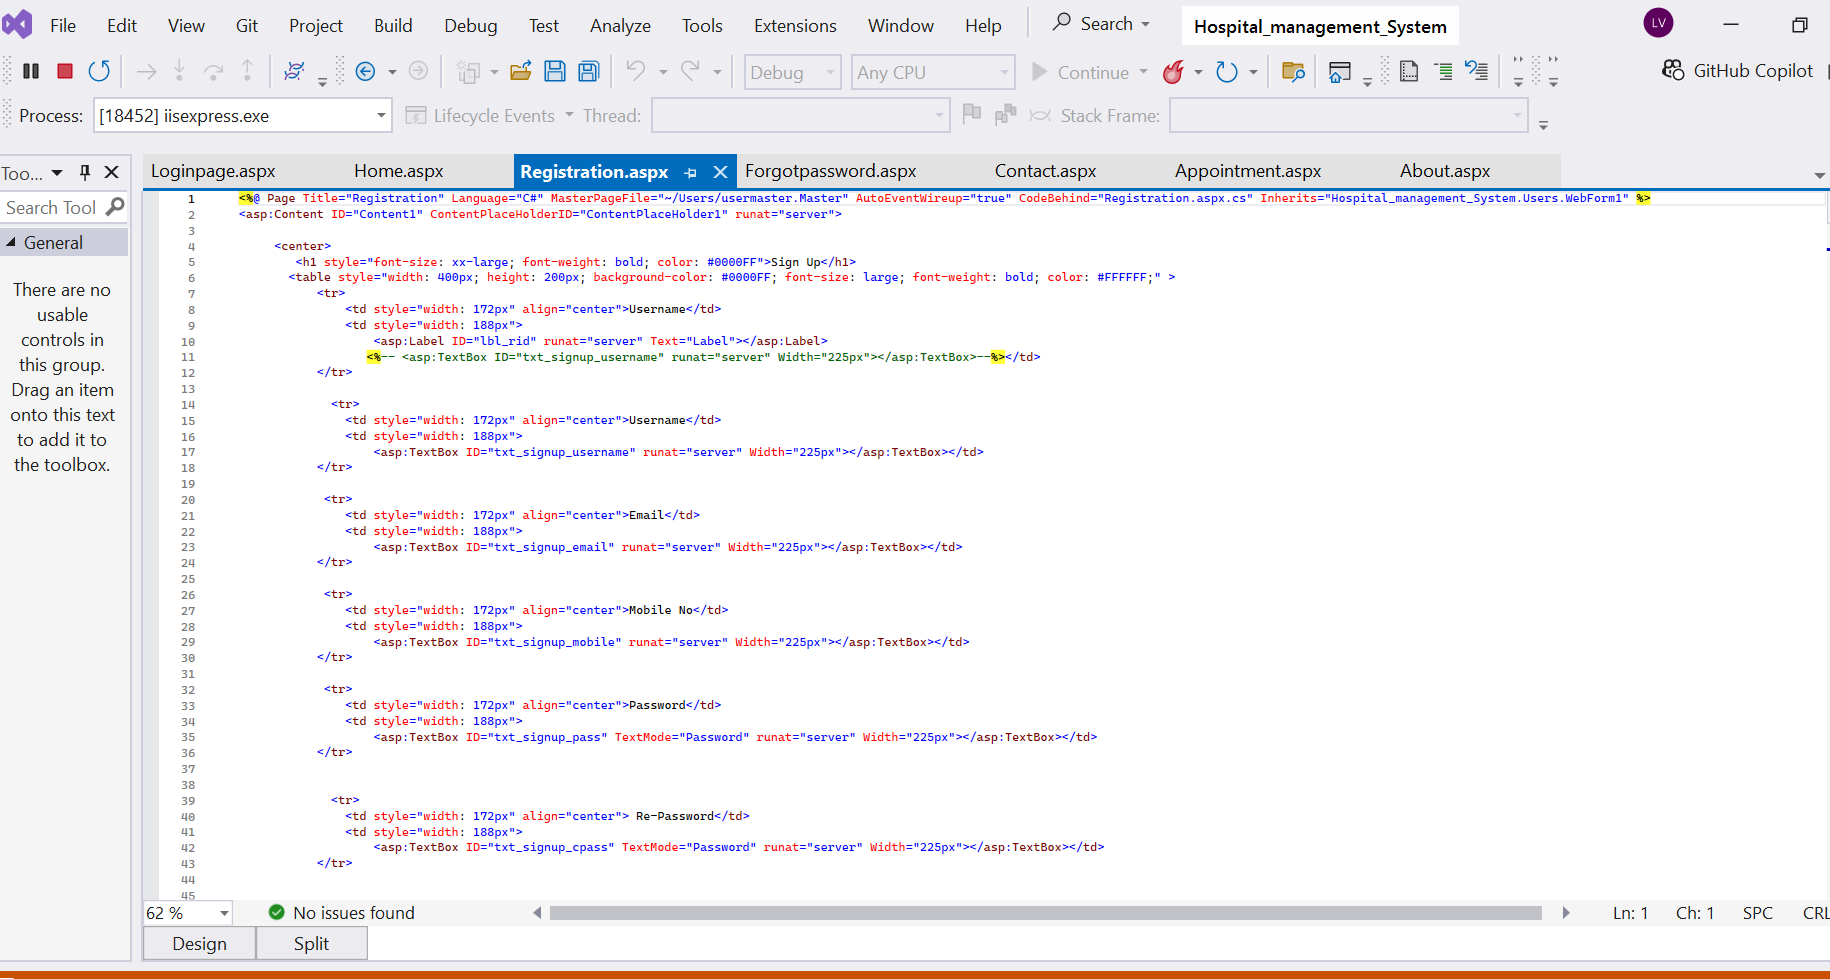 File Edit View Git Project Build Debug Test Analyze Tools Extensions Window Help Search Hospital_management_System LV
Debug Any CPU Continue GitHub Copilot
Process: [18452] iisexpress.exe Lifecycle Events Thread: Stack Frame:
Too... Loginpage.aspx Home.aspx Registration.aspx Forgotpassword.aspx Contact.aspx Appointment.aspx About.aspx
Search Tool
General
There are no
usable
controls in
this group.
Drag an item
onto this text
to add it to
the toolbox.
1 <%@ Page Title="Registration" Language="C#" MasterPageFile="~/Users/usermaster.Master" AutoEventWireup="true" CodeBehind="Registration.aspx.cs" Inherits="Hospital_management_System.Users.WebForm1" %>
2 <asp:Content ID="Content1" ContentPlaceHolderID="ContentPlaceHolder1" runat="server">
3
4 <center>
5 <h1 style="font-size: xx-large; font-weight: bold; color: #0000FF">Sign Up</h1>
6 <table style="width: 400px; height: 200px; background-color: #0000FF; font-size: large; font-weight: bold; color: #FFFFFF;" >
7 <tr>
8 <td style="width: 172px" align="center">Username</td>
9 <td style="width: 188px">
10 <asp:Label ID="lbl_rid" runat="server" Text="Label"></asp:Label>
11 <%-- <asp:TextBox ID="txt_signup_username" runat="server" Width="225px"></asp:TextBox>--%></td>
12 </tr>
13
14 <tr>
15 <td style="width: 172px" align="center">Username</td>
16 <td style="width: 188px">
17 <asp:TextBox ID="txt_signup_username" runat="server" Width="225px"></asp:TextBox></td>
18 </tr>
19
20 <tr>
21 <td style="width: 172px" align="center">Email</td>
22 <td style="width: 188px">
23 <asp:TextBox ID="txt_signup_email" runat="server" Width="225px"></asp:TextBox></td>
24 </tr>
25
26 <tr>
27 <td style="width: 172px" align="center">Mobile No</td>
28 <td style="width: 188px">
29 <asp:TextBox ID="txt_signup_mobile" runat="server" Width="225px"></asp:TextBox></td>
30 </tr>
31
32 <tr>
33 <td style="width: 172px" align="center">Password</td>
34 <td style="width: 188px">
35 <asp:TextBox ID="txt_signup_pass" TextMode="Password" runat="server" Width="225px"></asp:TextBox></td>
36 </tr>
37
38
39 <tr>
40 <td style="width: 172px" align="center"> Re-Password</td>
41 <td style="width: 188px">
42 <asp:TextBox ID="txt_signup_cpass" TextMode="Password" runat="server" Width="225px"></asp:TextBox></td>
43 </tr>
44
45
62 % No issues found Ln: 1 Ch: 1 SPC CRL
Design Split